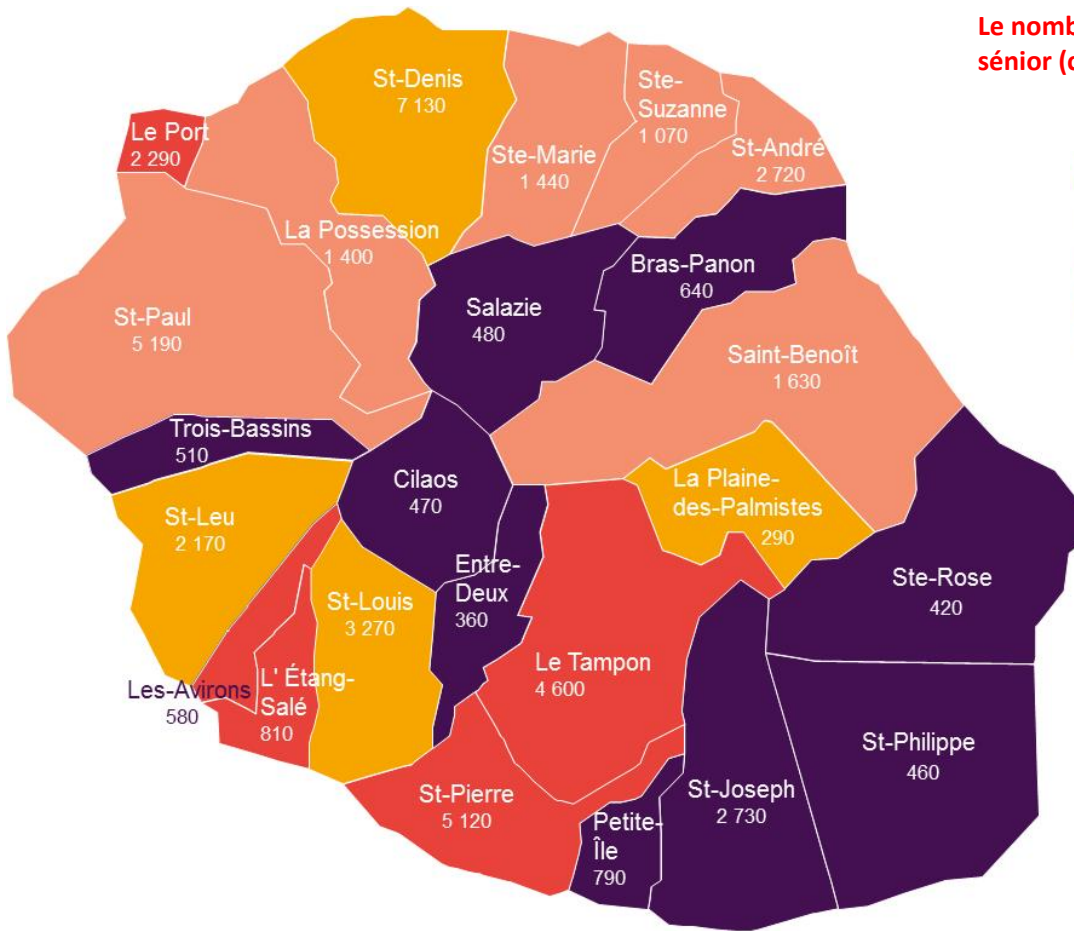 Le nomb
sénior (
St-Denis
7 130
Ste-
Suzanne
1 070
Le Port
2 290
Ste-Marie
1 440
St-André
2 720
La Possession
1 400
Bras-Panon
640
Salazie
480
St-Paul
5 190
Saint-Benoît
1 630
Trois-Bassins
510
Cilaos
470
La Plaine-
des-Palmistes
290
St-Leu
2 170
Entre-
Deux
360
Ste-Rose
420
St-Louis
3 270
Le Tampon
4 600
L' Étang-
Salé
810
Les-Avirons
580
St-Philippe
460
St-Pierre
5 120
St-Joseph
2 730
Petite-
Île
790